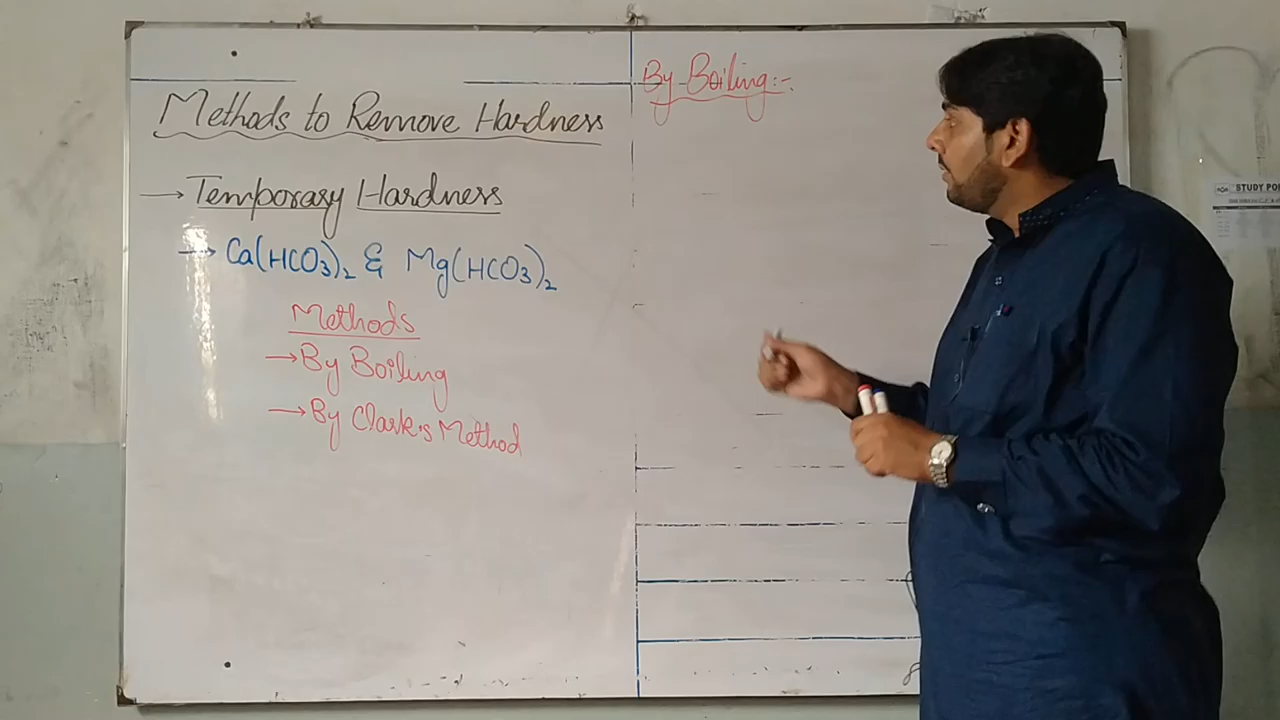 Methods to Remove Hardness
→ Temporary Hardness
→ Ca(HCO3)2 & Mg(HCO3)2
Methods
→ By Boiling
→ By Clark's Method
By Boiling:-
STUDY